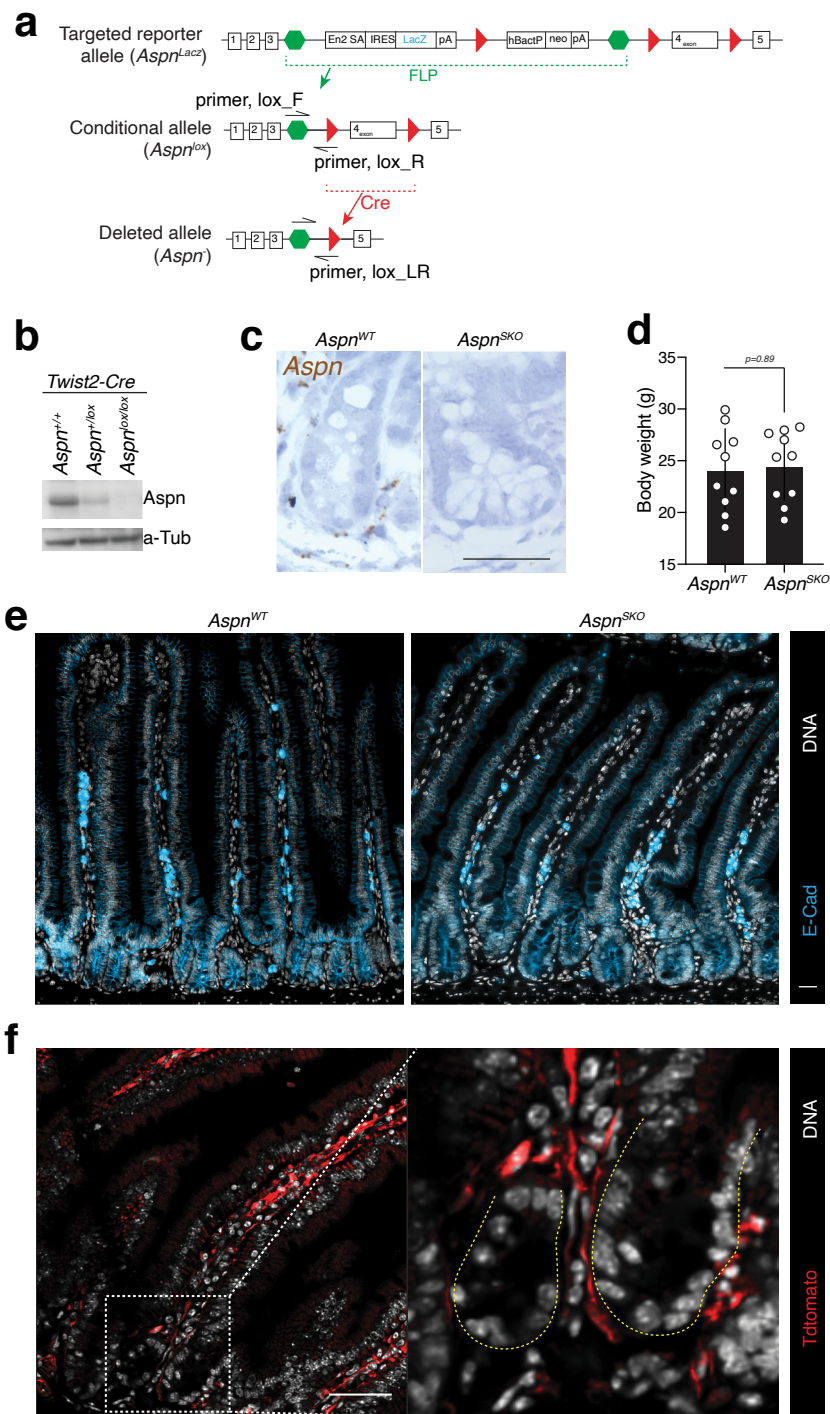 a
Targeted reporter
allele (Aspn^Lacz)
1 2 3 En2 SA IRES LacZ pA hBactP neo pA 4 exon 5
FLP
primer, lox_F
Conditional allele
(Aspn^lox)
1 2 3 4 exon 5
primer, lox_R
Cre
Deleted allele
(Aspn^-)
1 2 3 5
primer, lox_LR
b
Twist2-Cre
Aspn^+/+ Aspn^+/lox Aspn^lox/lox
Aspn
a-Tub
c
Aspn^WT Aspn^SKO
Aspn
d
p=0.89
Body weight (g)
35
30
25
20
15
Aspn^WT Aspn^SKO
e
Aspn^WT Aspn^SKO
E-Cad DNA
f
Tdtomato DNA